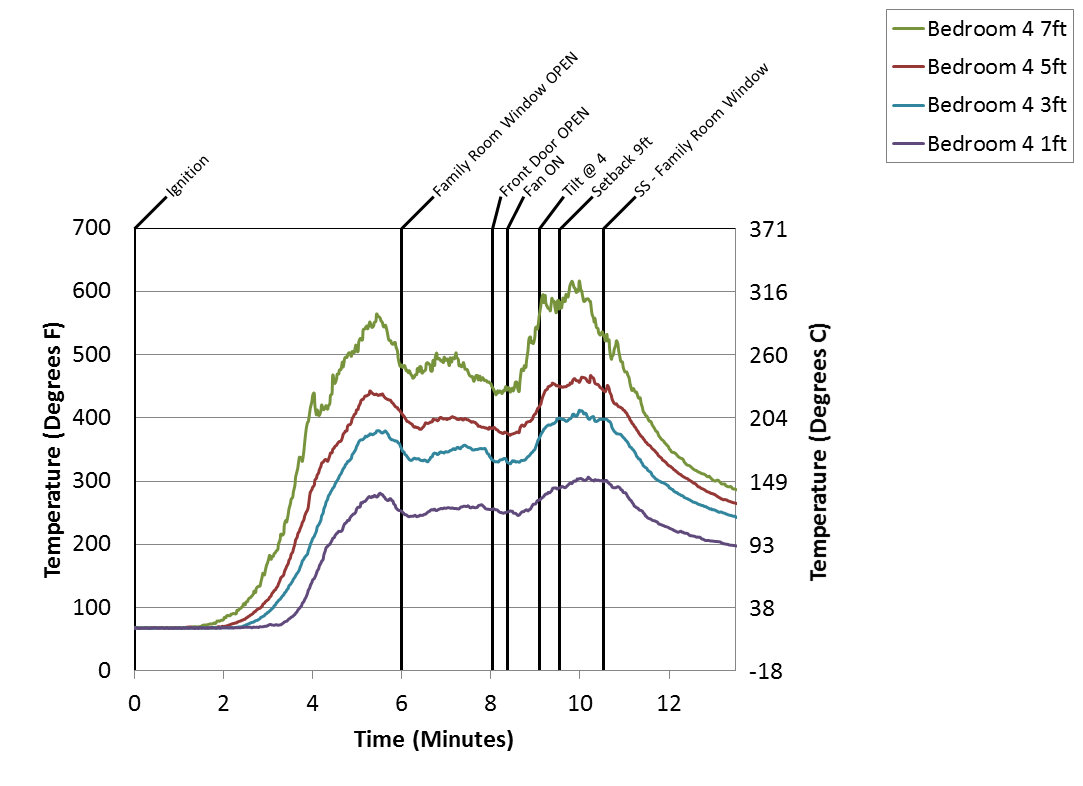 Bedroom 4 7ft
Bedroom 4 5ft
Bedroom 4 3ft
Bedroom 4 1ft
Ignition
Family Room Window OPEN
Front Door OPEN
Fan ON
Tilt @ 4
Setback 9ft
SS - Family Room Window
700
600
500
400
300
200
100
0
Temperature (Degrees F)
371
316
260
204
149
93
38
-18
Temperature (Degrees C)
0 2 4 6 8 10 12
Time (Minutes)